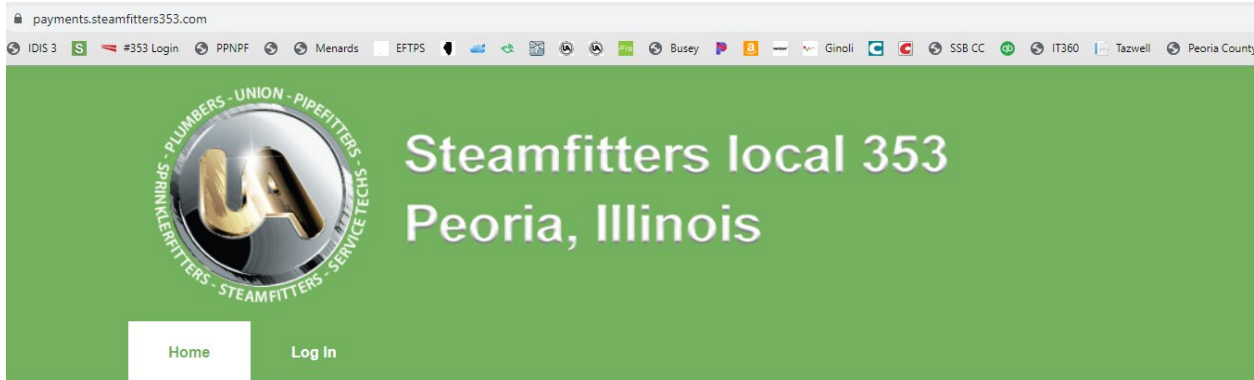 payments.steamfitters353.com
IDIS 3 S #353 Login PPNPF Menards EFTPS Busey a Ginoli C C SSB CC qb IT360 Tazwell Peoria County
PLUMBERS - UNION - PIPEFITTERS - SERVICE TECHS - STEAMFITTERS - SPRINKLERFITTERS -
UA
Steamfitters local 353
Peoria, Illinois
Home Log In